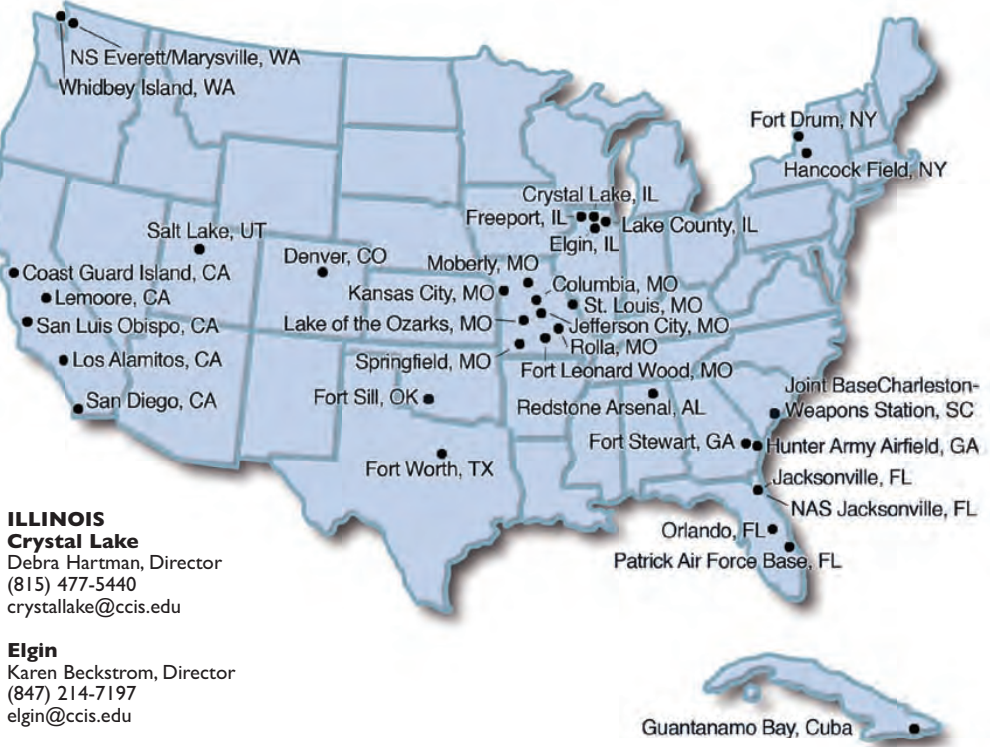 NS Everett/Marysville, WA
Whidbey Island, WA
Fort Drum, NY
Hancock Field, NY
Crystal Lake, IL
Freeport, IL
Lake County, IL
Elgin, IL
Salt Lake, UT
Denver, CO
Moberly, MO
Coast Guard Island, CA
Columbia, MO
Kansas City, MO
Lemoore, CA
St. Louis, MO
San Luis Obispo, CA
Lake of the Ozarks, MO
Jefferson City, MO
Rolla, MO
Los Alamitos, CA
Springfield, MO
Fort Leonard Wood, MO
San Diego, CA
Fort Sill, OK
Redstone Arsenal, AL
Joint BaseCharleston-
Weapons Station, SC
Fort Stewart, GA
Hunter Army Airfield, GA
Fort Worth, TX
Jacksonville, FL
NAS Jacksonville, FL
Orlando, FL
Patrick Air Force Base, FL
ILLINOIS
Crystal Lake
Debra Hartman, Director
(815) 477-5440
crystallake@ccis.edu
Elgin
Karen Beckstrom, Director
(847) 214-7197
elgin@ccis.edu
Guantanamo Bay, Cuba